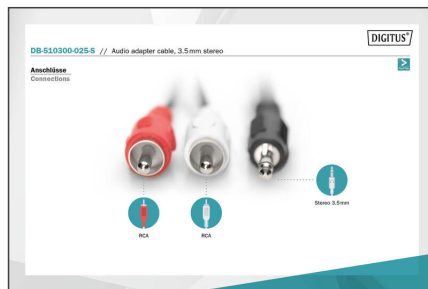 DIGITUS®
DB-510300-025-S // Audio adapter cable, 3.5mm stereo
Anschlüsse
Connections
Stereo 3.5mm
RCA
RCA